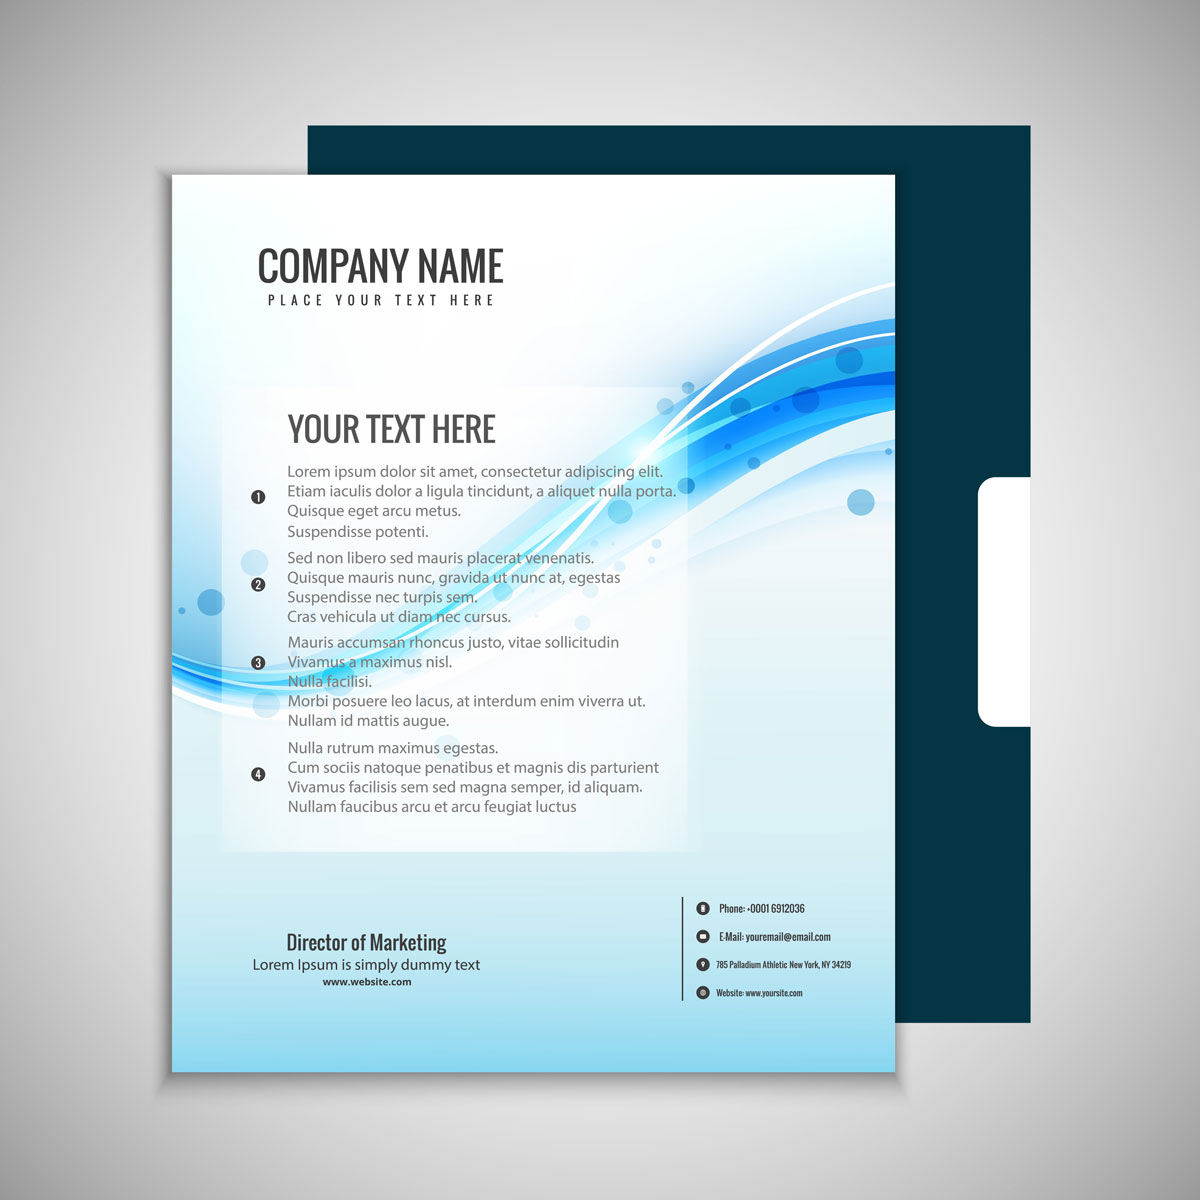 COMPANY NAME
PLACE YOUR TEXT HERE
YOUR TEXT HERE
Lorem ipsum dolor sit amet, consectetur adipiscing elit.
1 Etiam iaculis dolor a ligula tincidunt, a aliquet nulla porta.
Quisque eget arcu metus.
Suspendisse potenti.
Sed non libero sed mauris placerat venenatis.
2 Quisque mauris nunc, gravida ut nunc at, egestas
Suspendisse nec turpis sem.
Cras vehicula ut diam nec cursus.
Mauris accumsan rhoncus justo, vitae sollicitudin
3 Vivamus a maximus nisl.
Nulla facilisi.
Morbi posuere leo lacus, at interdum enim viverra ut.
Nullam id mattis augue.
Nulla rutrum maximus egestas.
4 Cum sociis natoque penatibus et magnis dis parturient
Vivamus facilisis sem sed magna semper, id aliquam.
Nullam faucibus arcu et arcu feugiat luctus
Director of Marketing
Lorem Ipsum is simply dummy text
www.website.com
Phone: +0001 6912036
E-Mail: youremail@email.com
785 Palladium Athletic New York, NY 34219
Website: www.yoursite.com